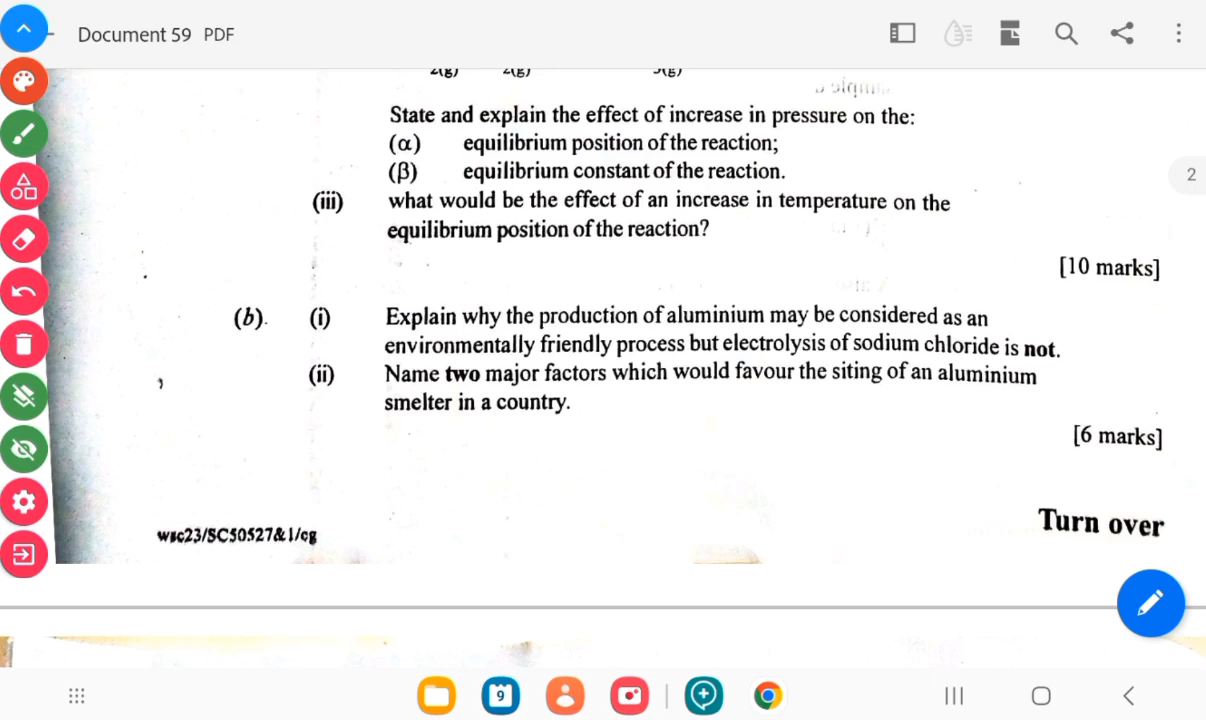 Document 59 PDF
State and explain the effect of increase in pressure on the:
(α) equilibrium position of the reaction;
(β) equilibrium constant of the reaction.
2
(iii) what would be the effect of an increase in temperature on the
equilibrium position of the reaction?
[10 marks]
(b). (i) Explain why the production of aluminium may be considered as an
environmentally friendly process but electrolysis of sodium chloride is not.
(ii) Name two major factors which would favour the siting of an aluminium
smelter in a country.
[6 marks]
Turn over
wsc23/SC50527&1/cg
9